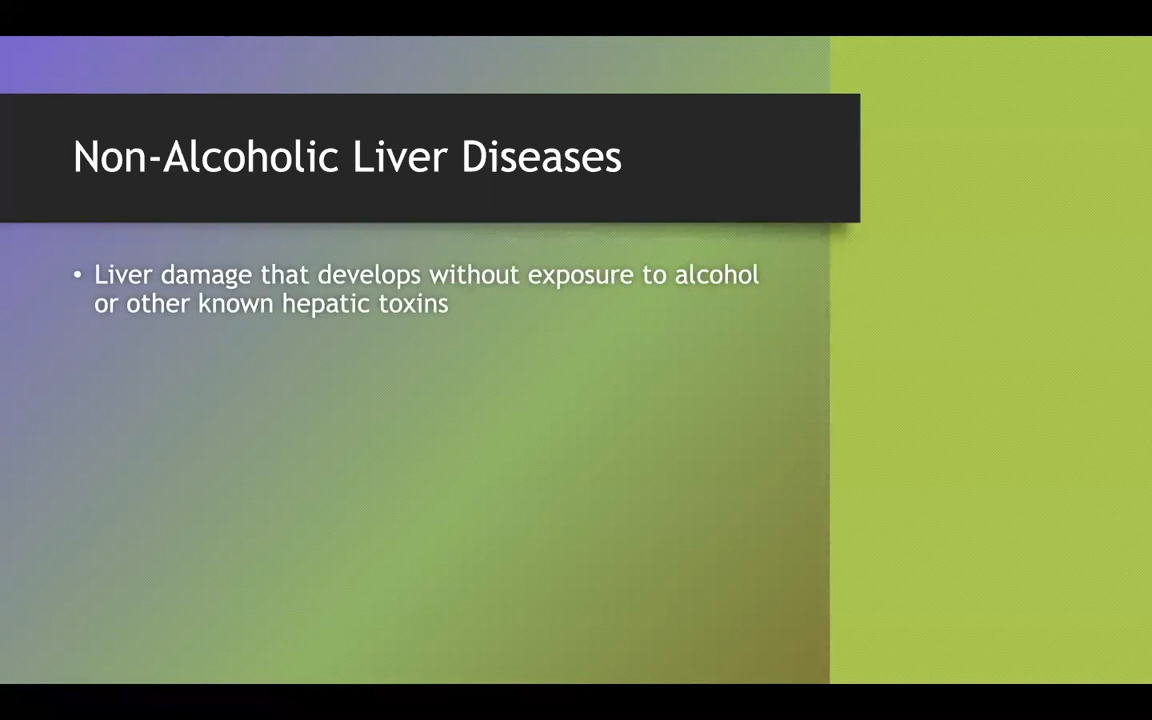 Non-Alcoholic Liver Diseases
• Liver damage that develops without exposure to alcohol
or other known hepatic toxins